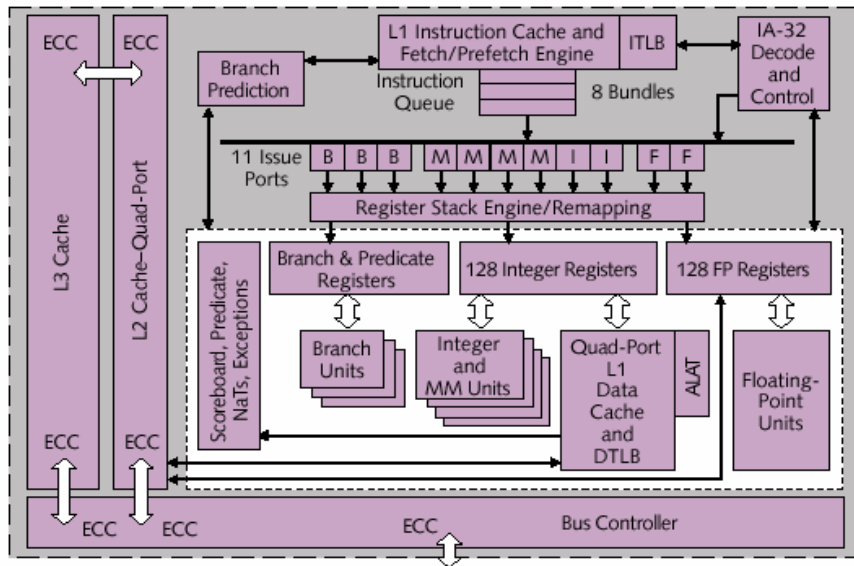 ECC
ECC
L1 Instruction Cache and
Fetch/Prefetch Engine
ITLB
IA-32
Decode
and
Control
Branch
Prediction
Instruction
Queue
8 Bundles
11 Issue
Ports
B
B
B
M
M
M
M
I
I
F
F
Register Stack Engine/Remapping
L3 Cache
L2 Cache–Quad-Port
Scoreboard, Predicate,
NaTs, Exceptions
Branch & Predicate
Registers
128 Integer Registers
128 FP Registers
Branch
Units
Integer
and
MM Units
Quad-Port
L1
Data
Cache
and
DTLB
ALAT
Floating-
Point
Units
ECC
ECC
ECC
ECC
ECC
Bus Controller